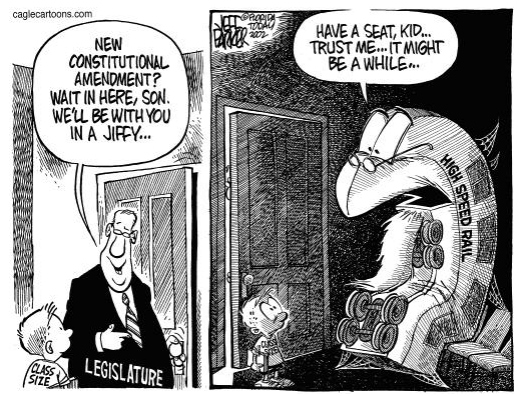 caglecartoons.com
NEW
CONSTITUTIONAL
AMENDMENT?
WAIT IN HERE, SON.
WE'LL BE WITH YOU
IN A JIFFY...
CLASS
SIZE
LEGISLATURE
JEFF
PARKER
©FLORIDA
TODAY
2002
HAVE A SEAT, KID...
TRUST ME... IT MIGHT
BE A WHILE...
HIGH SPEED RAIL
CLASS